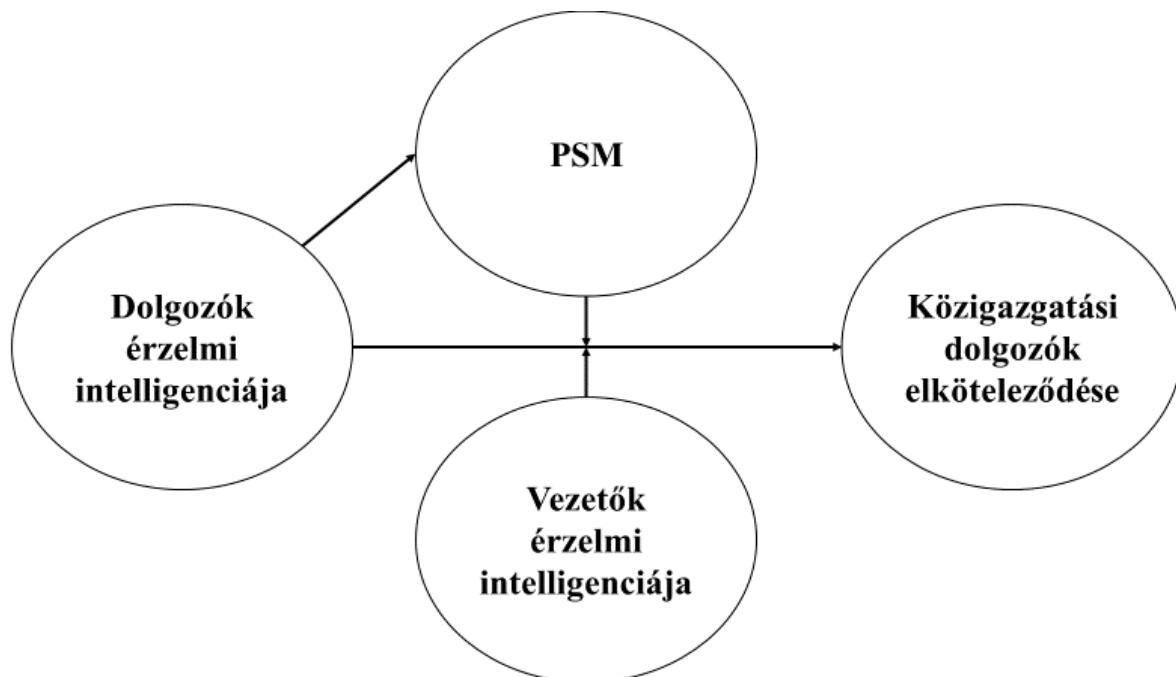 PSM
Dolgozók
érzelmi
intelligenciája
Közigazgatási
dolgozók
elköteleződése
Vezetők
érzelmi
intelligenciája